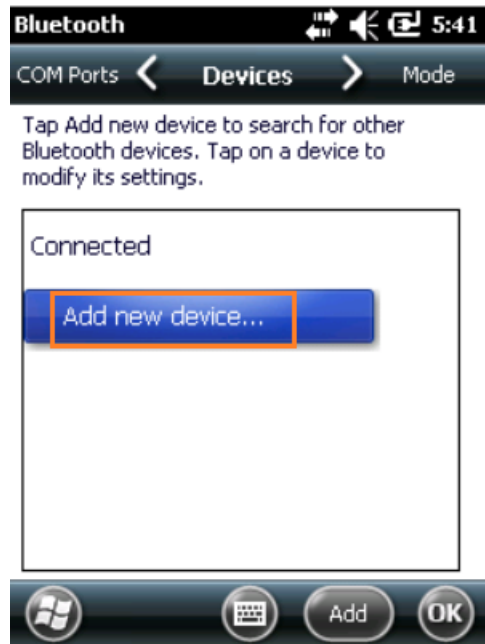 Bluetooth 5:41
COM Ports Devices Mode
Tap Add new device to search for other
Bluetooth devices. Tap on a device to
modify its settings.
Connected
Add new device...
Add OK